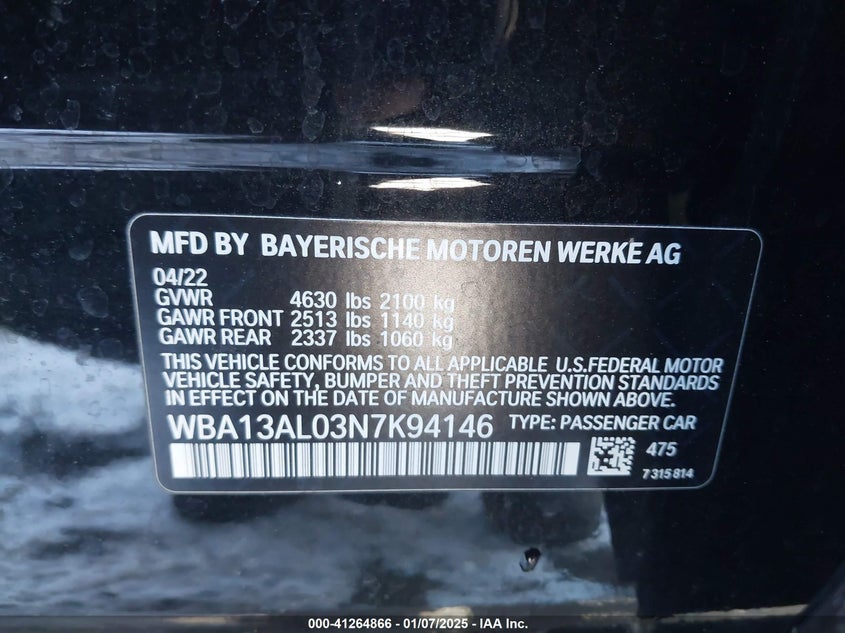 MFD BY BAYERISCHE MOTOREN WERKE AG
04/22
GVWR 4630 lbs 2100 kg
GAWR FRONT 2513 lbs 1140 kg
GAWR REAR 2337 lbs 1060 kg
THIS VEHICLE CONFORMS TO ALL APPLICABLE U.S.FEDERAL MOTOR
VEHICLE SAFETY, BUMPER AND THEFT PREVENTION STANDARDS
IN EFFECT ON THE DATE OF MANUFACTURE SHOWN ABOVE.
WBA13AL03N7K94146 TYPE: PASSENGER CAR
475
7 315 814
000-41264866 - 01/07/2025 - IAA Inc.